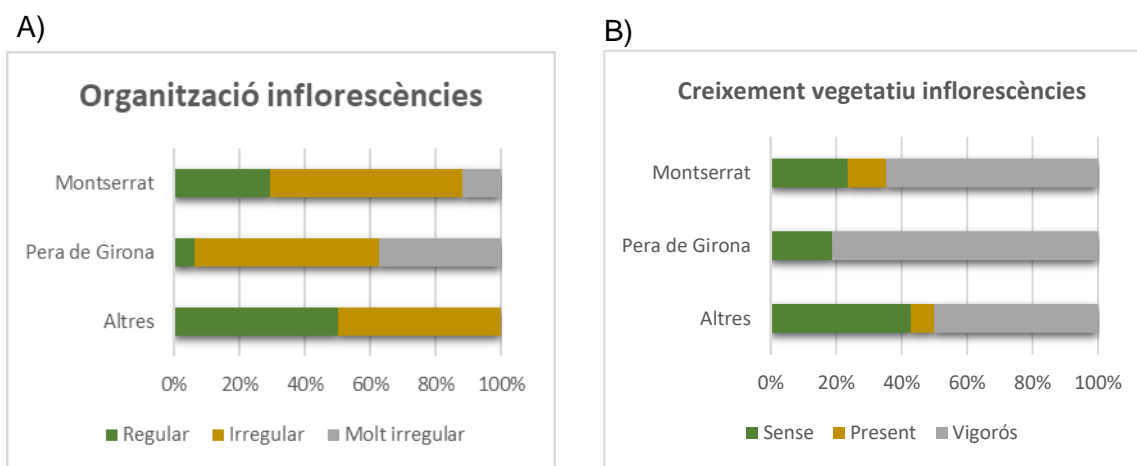 A)
Organització inflorescències
Montserrat
Pera de Girona
Altres
0% 20% 40% 60% 80% 100%
Regular Irregular Molt irregular
B)
Creixement vegetatiu inflorescències
Montserrat
Pera de Girona
Altres
0% 20% 40% 60% 80% 100%
Sense Present Vigorós